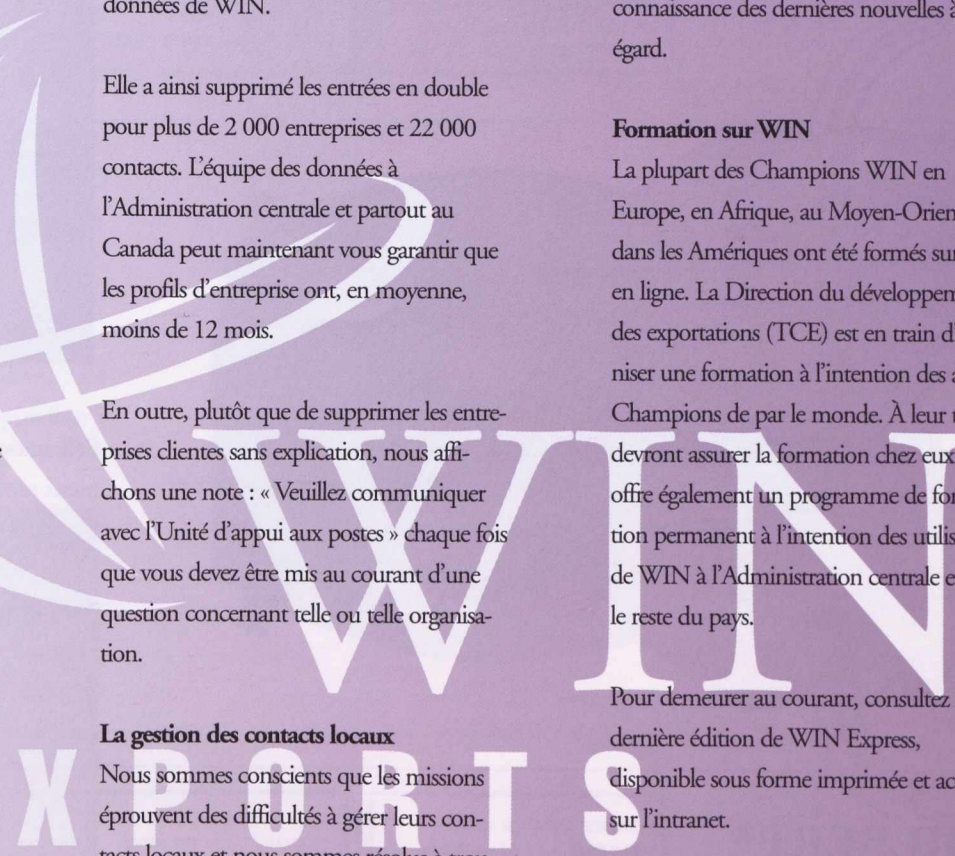 données de WIN.

Elle a ainsi supprimé les entrées en double
pour plus de 2 000 entreprises et 22 000
contacts. L'équipe des données à
l'Administration centrale et partout au
Canada peut maintenant vous garantir que
les profils d'entreprise ont, en moyenne,
moins de 12 mois.

En outre, plutôt que de supprimer les entre-
prises clientes sans explication, nous affi-
chons une note : « Veuillez communiquer
avec l'Unité d'appui aux postes » chaque fois
que vous devez être mis au courant d'une
question concernant telle ou telle organisa-
tion.

La gestion des contacts locaux
Nous sommes conscients que les missions
éprouvent des difficultés à gérer leurs con-
tacts locaux et nous sommes résolus à

connaissance des dernières nouvelles à
égard.

Formation sur WIN
La plupart des Champions WIN en
Europe, en Afrique, au Moyen-Orien
dans les Amériques ont été formés sur
en ligne. La Direction du développem
des exportations (TCE) est en train d
niser une formation à l'intention des a
Champions de par le monde. À leur
devront assurer la formation chez eux
offre également un programme de for
tion permanent à l'intention des utilis
de WIN à l'Administration centrale e
le reste du pays.

Pour demeurer au courant, consultez
dernière édition de WIN Express,
disponible sous forme imprimée et ac
sur l'intranet.

WIN
XPORTS